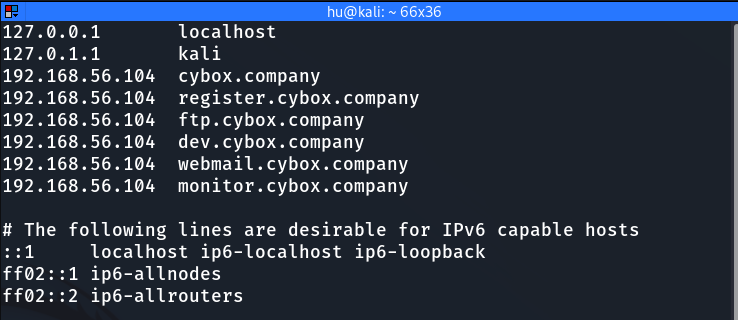 hu@kali: ~ 66x36
127.0.0.1       localhost
127.0.1.1       kali
192.168.56.104  cybox.company
192.168.56.104  register.cybox.company
192.168.56.104  ftp.cybox.company
192.168.56.104  dev.cybox.company
192.168.56.104  webmail.cybox.company
192.168.56.104  monitor.cybox.company
# The following lines are desirable for IPv6 capable hosts
::1     localhost ip6-localhost ip6-loopback
ff02::1 ip6-allnodes
ff02::2 ip6-allrouters